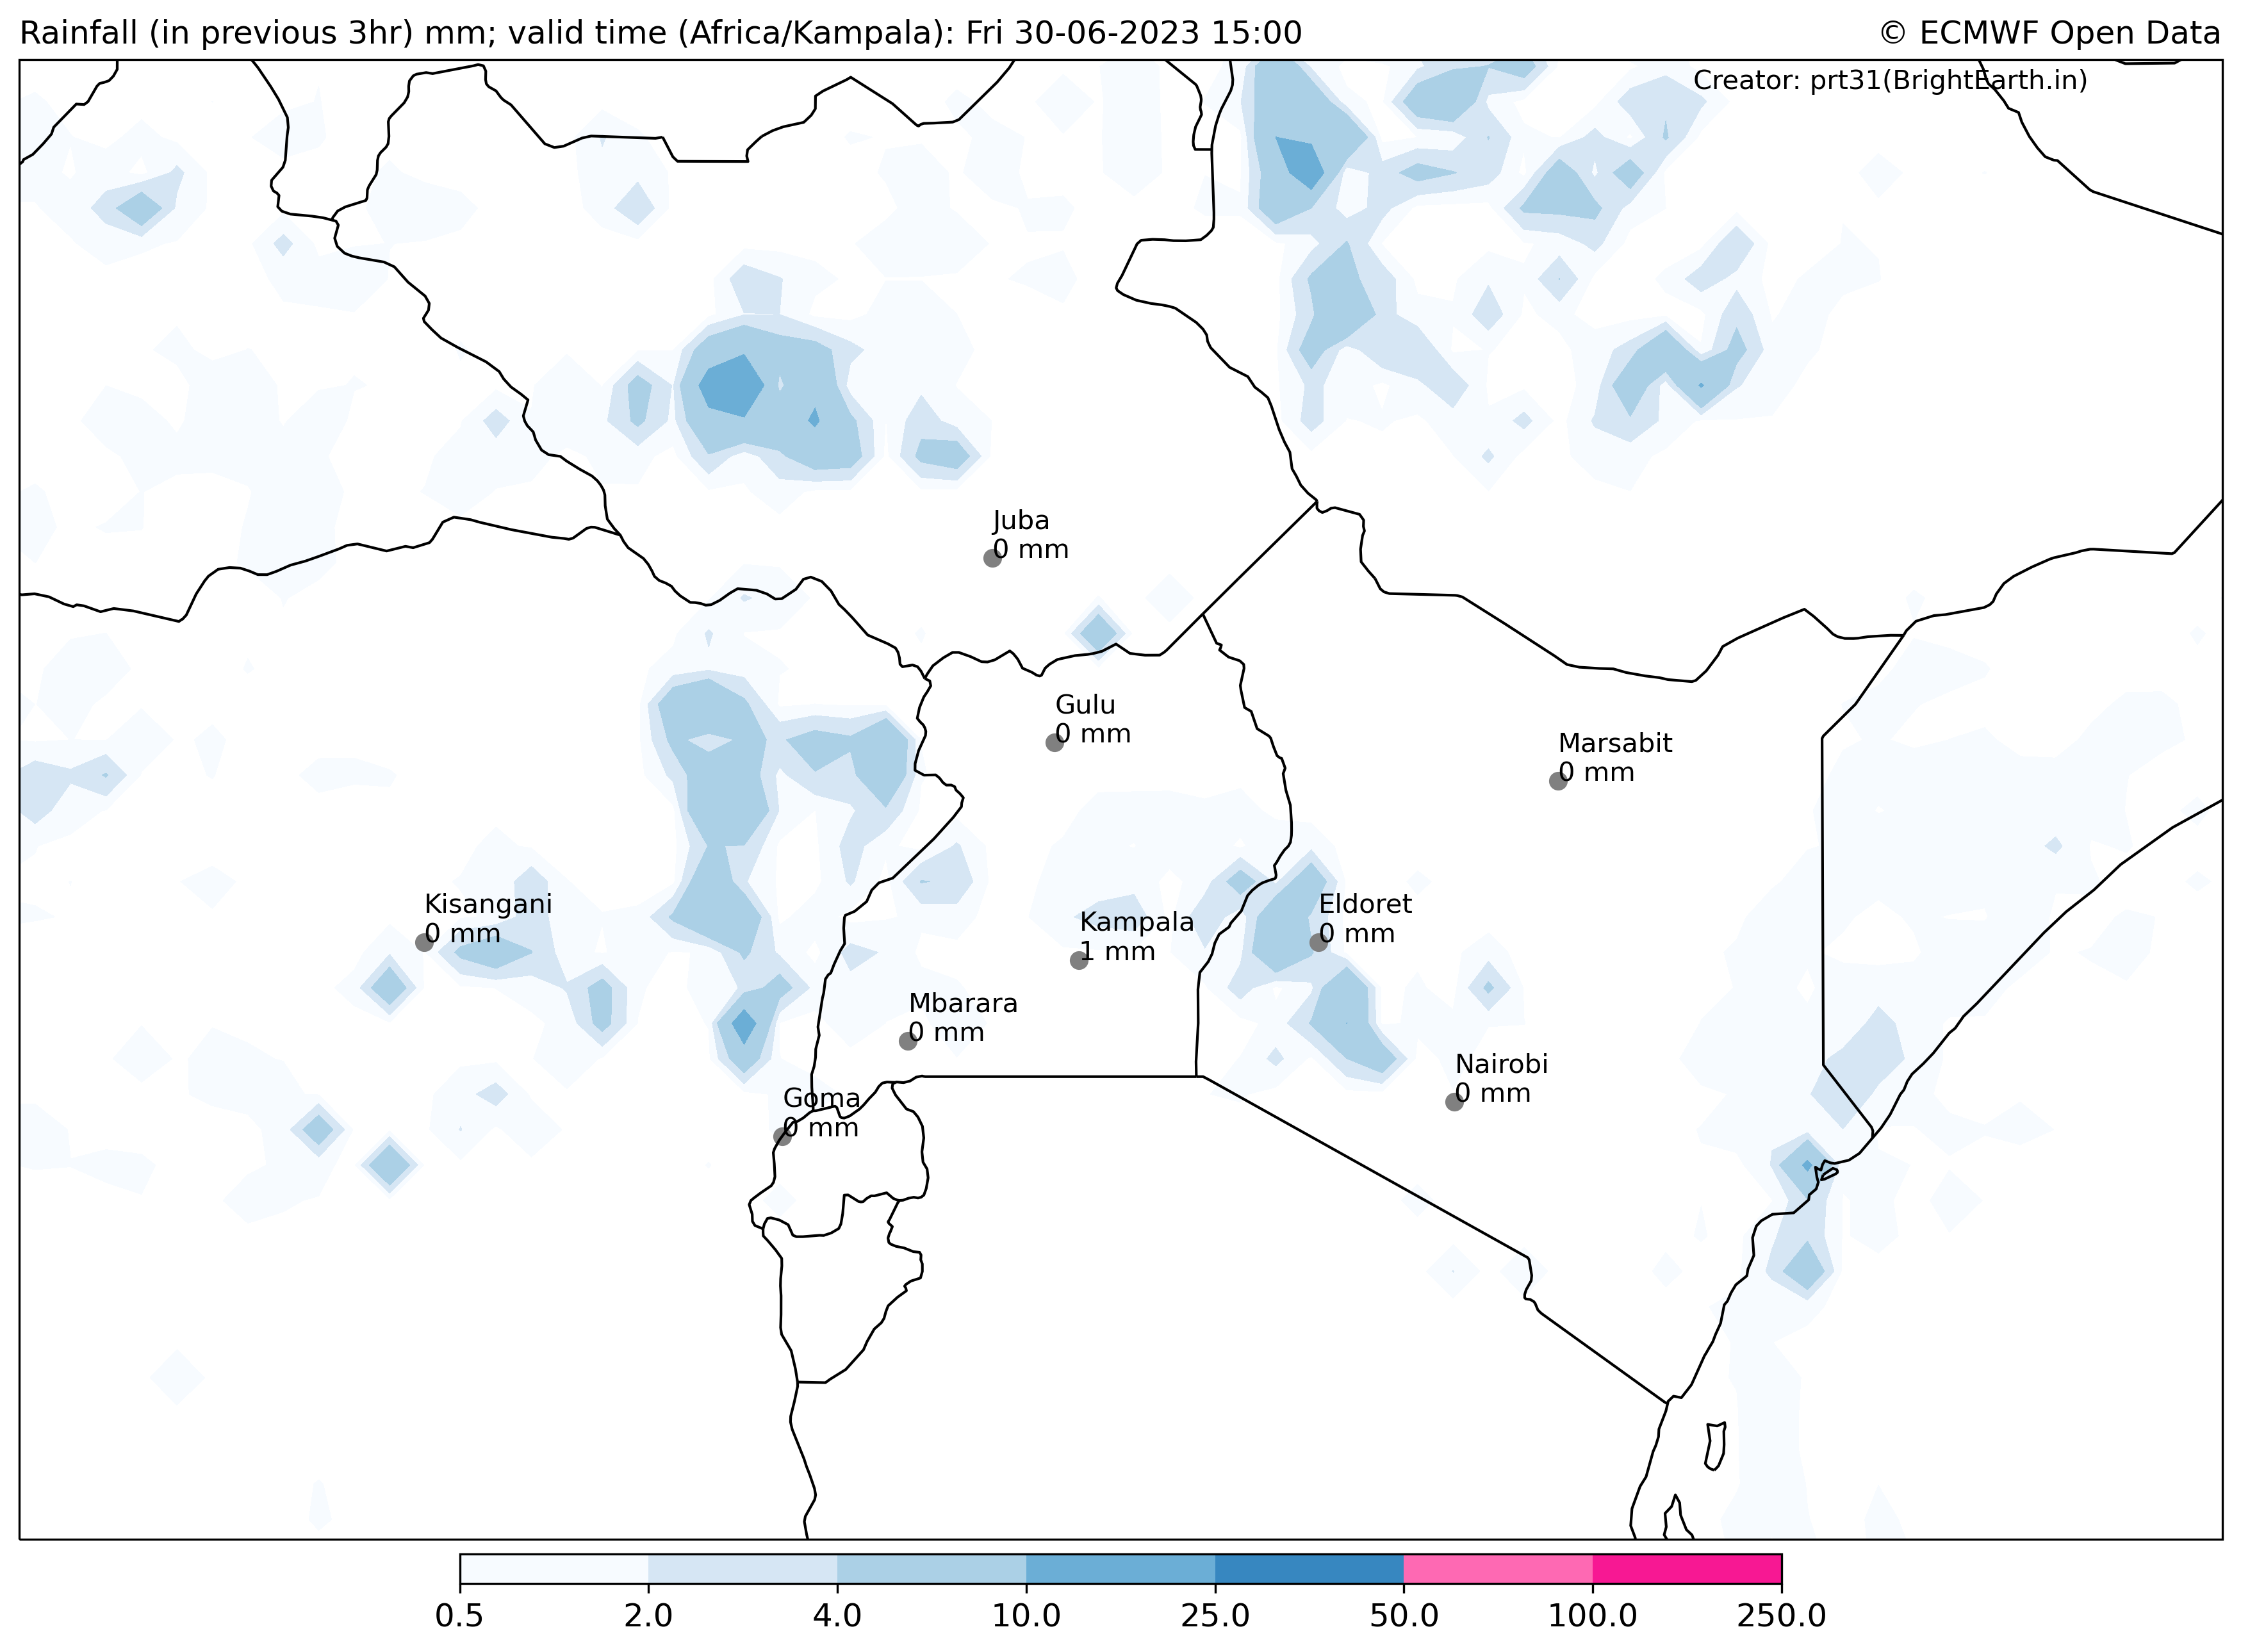 Rainfall (in previous 3hr) mm; valid time (Africa/Kampala): Fri 30-06-2023 15:00
© ECMWF Open Data
Creator: prt31(BrightEarth.in)
Juba
0 mm
Gulu
0 mm
Marsabit
0 mm
Kisangani
0 mm
Eldoret
0 mm
Kampala
1 mm
Mbarara
0 mm
Nairobi
0 mm
Goma
0 mm
0.5 2.0 4.0 10.0 25.0 50.0 100.0 250.0